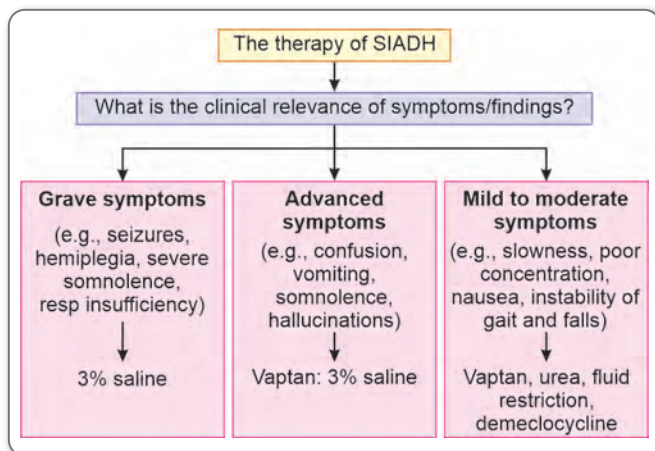 The therapy of SIADH
What is the clinical relevance of symptoms/findings?
Grave symptoms
(e.g., seizures,
hemiplegia, severe
somnolence,
resp insufficiency)
3% saline
Advanced
symptoms
(e.g., confusion,
vomiting,
somnolence,
hallucinations)
Vaptan: 3% saline
Mild to moderate
symptoms
(e.g., slowness, poor
concentration,
nausea, instability of
gait and falls)
Vaptan, urea, fluid
restriction,
demeclocycline